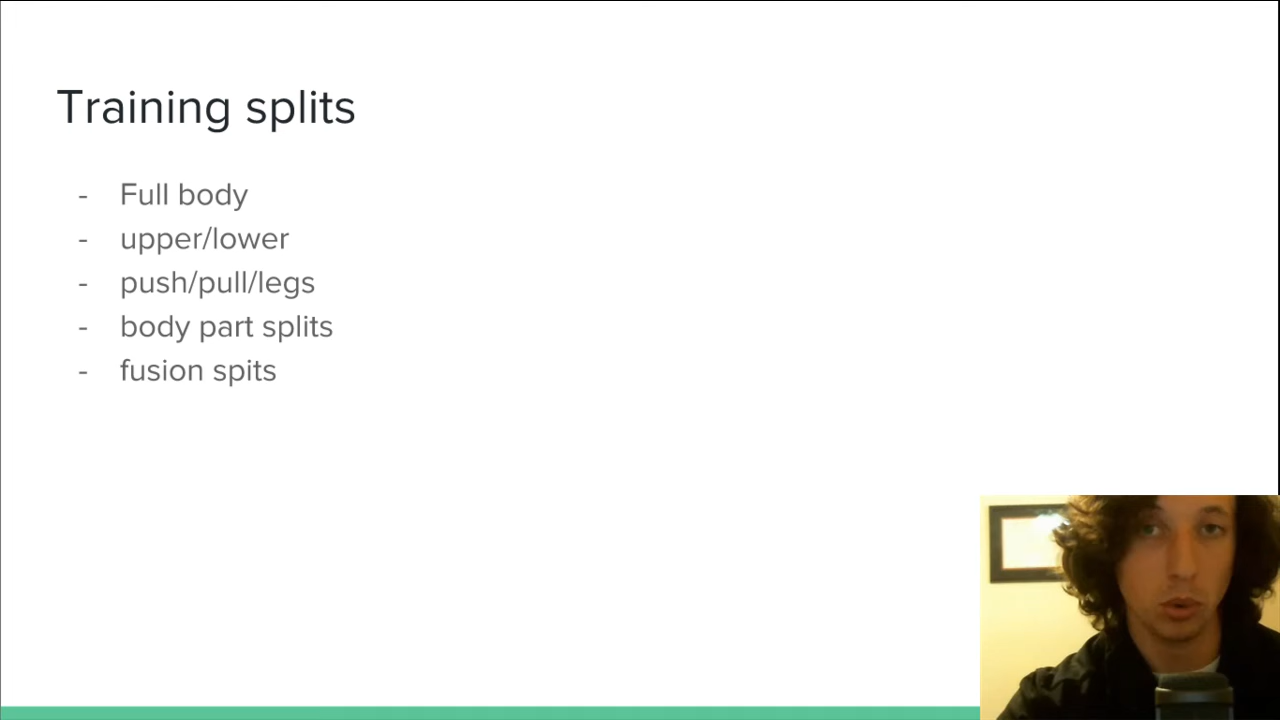 Training splits
- Full body
- upper/lower
- push/pull/legs
- body part splits
- fusion spits